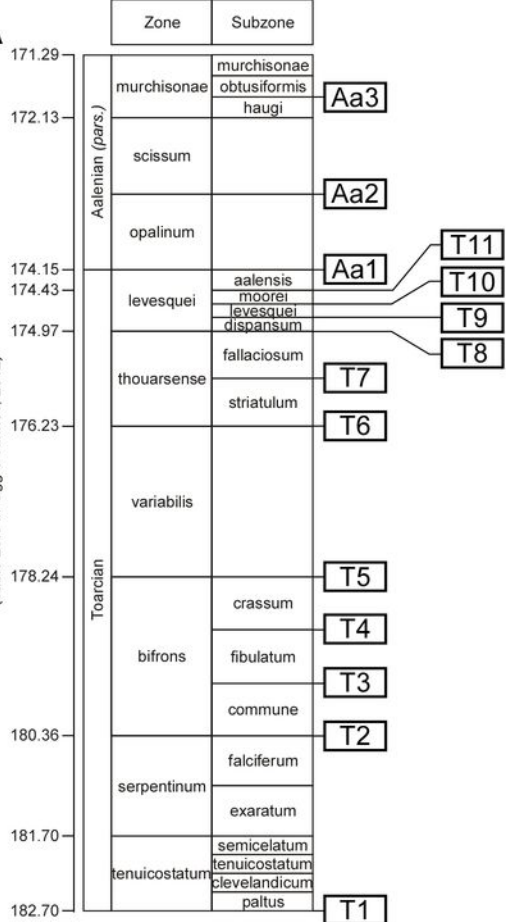 Zone Subzone
171.29
murchisonae
murchisonae
obtusiformis
Aa3
haugi
172.13
Aalenian (pars.)
scissum
Aa2
opalinum
174.15
Aa1
T11
aalensis
174.43
moorei
T10
levesquei
levesquei
T9
174.97
dispansum
T8
fallaciosum
thouarsense
T7
striatulum
176.23
T6
variabilis
178.24
T5
Toarcian
crassum
T4
bifrons
fibulatum
T3
commune
180.36
T2
falciferum
serpentinum
exaratum
181.70
semicelatum
tenuicostatum
tenuicostatum
clevelandicum
paltus
182.70
T1